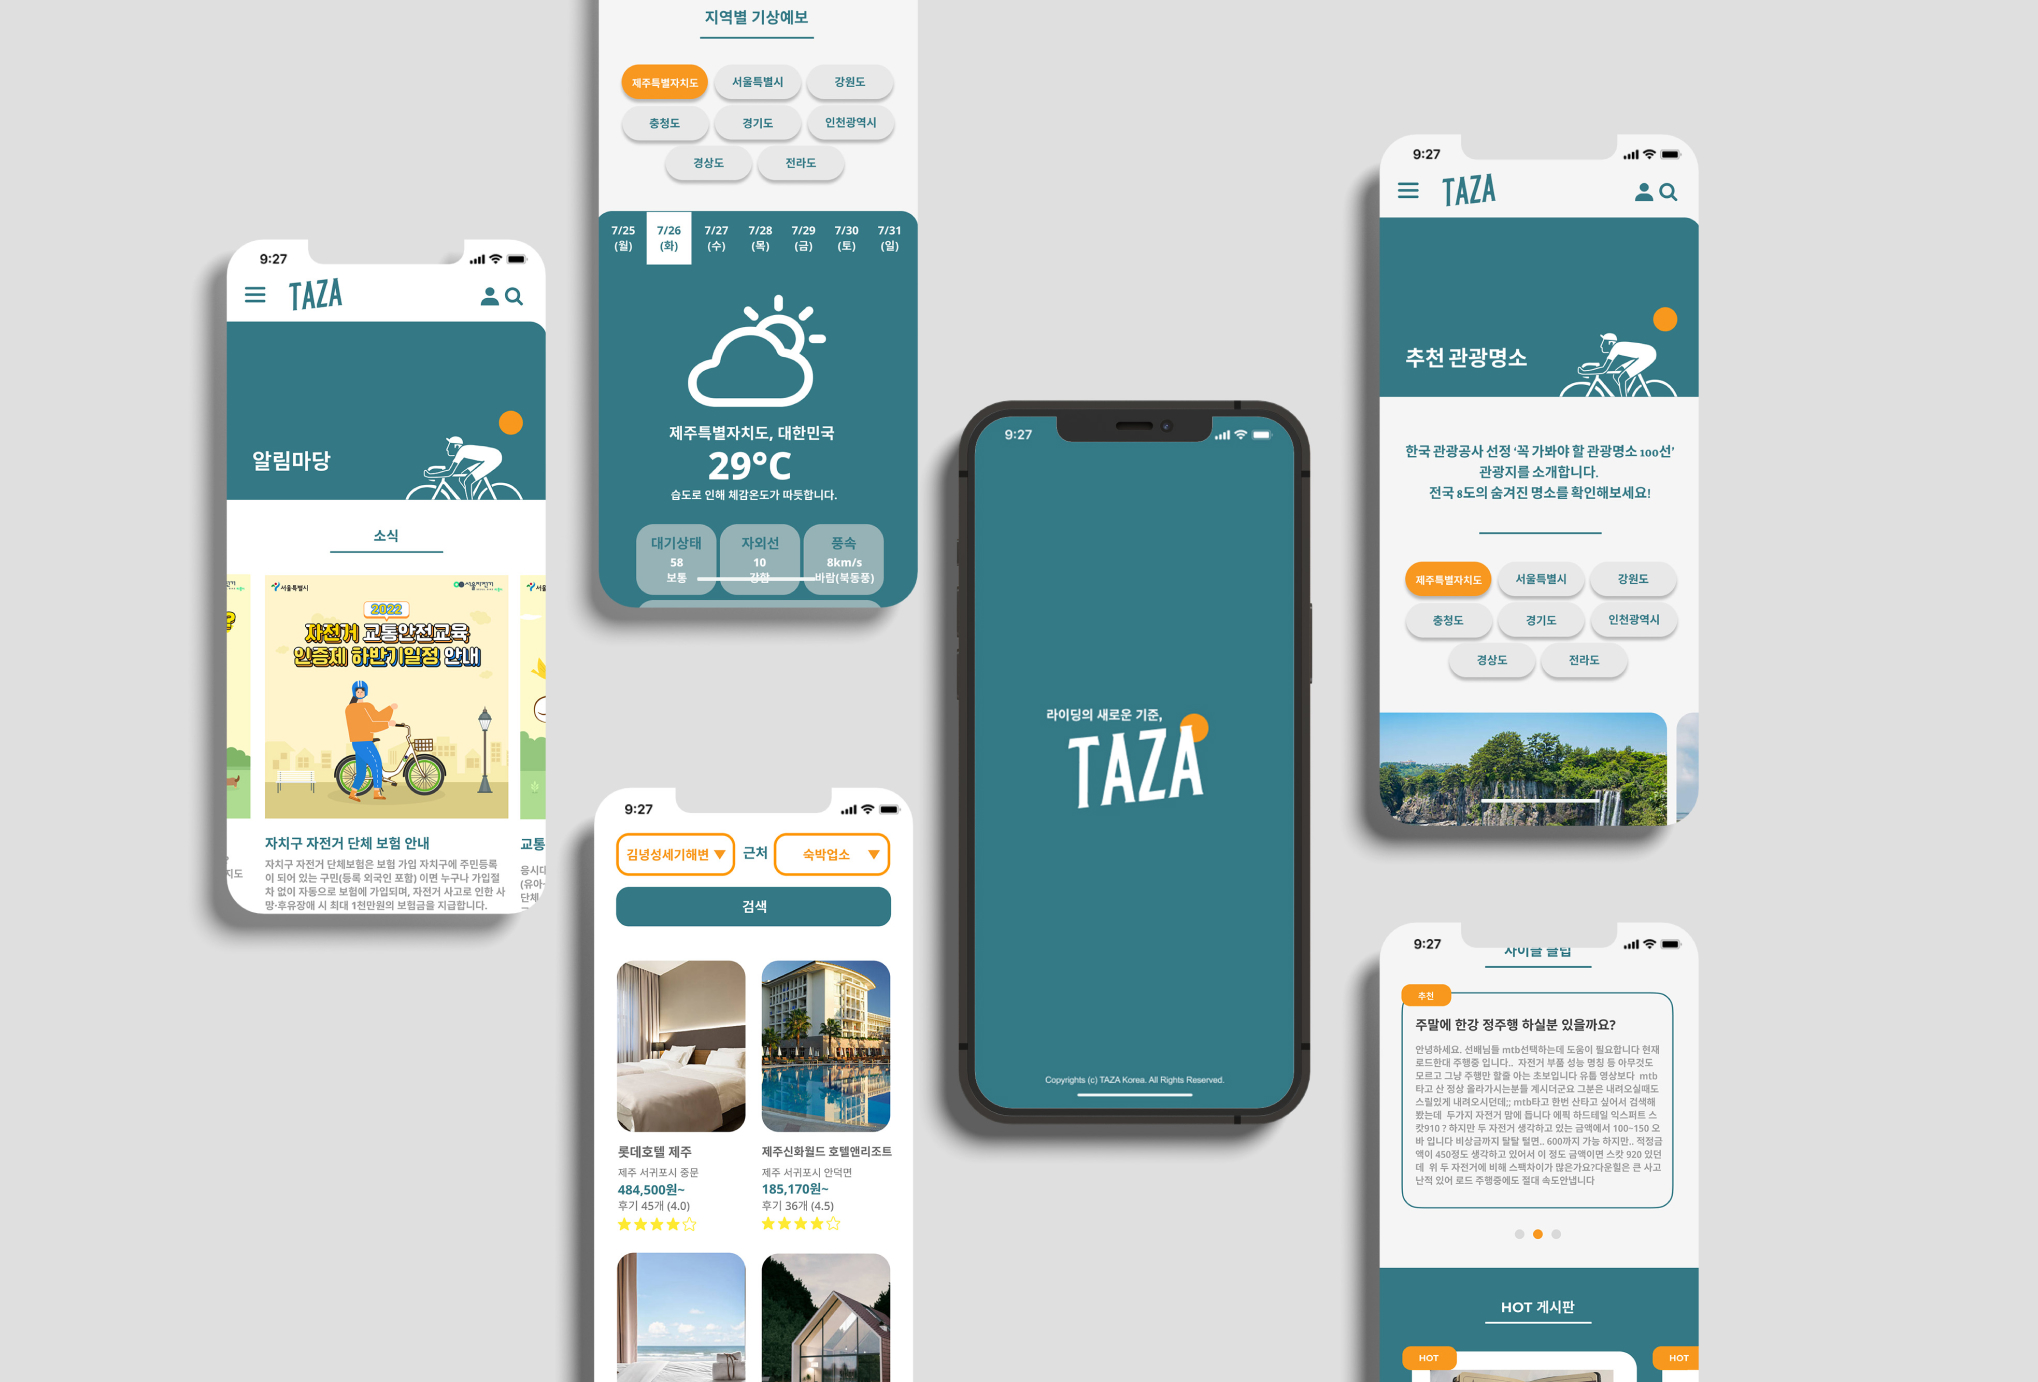 지역별 기상예보
제주특별자치도
서울특별시
강원도
충청도
경기도
인천광역시
경상도
전라도
7/25
(월)
7/26
(화)
7/27
(수)
7/28
(목)
7/29
(금)
7/30
(토)
7/31
(일)
제주특별자치도, 대한민국
29°C
습도로 인해 체감온도가 따듯합니다.
대기상태
58
보통
자외선
10
강함
풍속
8km/s
바람(북동풍)
9:27
TAZA
알림마당
소식
서울특별시
2022
자전거 교통안전교육
인증제 하반기일정 안내
자치구 자전거 단체 보험 안내
자치구 자전거 단체보험은 보험 가입 자치구에 주민등록
이 되어 있는 구민(등록 외국인 포함) 이면 누구나 가입절
차 없이 자동으로 보험에 가입되며, 자전거 사고로 인한 사
망·후유장애 시 최대 1천만원의 보험금을 지급합니다.
지도
교통
응시대
(유아
단체
9:27
김녕성세기해변
근처
숙박업소
검색
롯데호텔 제주
제주 서귀포시 중문
484,500원~
후기 45개 (4.0)
제주신화월드 호텔앤리조트
제주 서귀포시 안덕면
185,170원~
후기 36개 (4.5)
9:27
라이딩의 새로운 기준,
TAZA
Copyrights (c) TAZA Korea. All Rights Reserved.
9:27
TAZA
추천 관광명소
한국 관광공사 선정 '꼭 가봐야 할 관광명소 100선'
관광지를 소개합니다.
전국 8도의 숨겨진 명소를 확인해보세요!
제주특별자치도
서울특별시
강원도
충청도
경기도
인천광역시
경상도
전라도
9:27
사이클 클럽
추천
주말에 한강 정주행 하실분 있을까요?
안녕하세요. 선배님들 mtb선택하는데 도움이 필요합니다 현재
로드한대 주행중 입니다.. 자전거 부품 성능 명칭 등 아무것도
모르고 그냥 주행만 할줄 아는 초보입니다 유튭 영상보다 mtb
타고 산 정상 올라가시는분들 계시더군요 그분은 내려오실때도
스릴있게 내려오시던데;; mtb타고 한번 산타고 싶어서 검색해
봤는데 두가지 자전거 맘에 듭니다 에픽 하드테일 익스퍼트 스
캇910 ? 하지만 두 자전거 생각하고 있는 금액에서 100~150 오
바 입니다 비상금까지 탈탈 털면.. 600까지 가능 하지만.. 적정금
액이 450정도 생각하고 있어서 이 정도 금액이면 스캇 920 있던
데 위 두 자전거에 비해 스팩차이가 많은가요?다운힐은 큰 사고
난적 있어 로드 주행중에도 절대 속도안냅니다
HOT 게시판
HOT
HOT